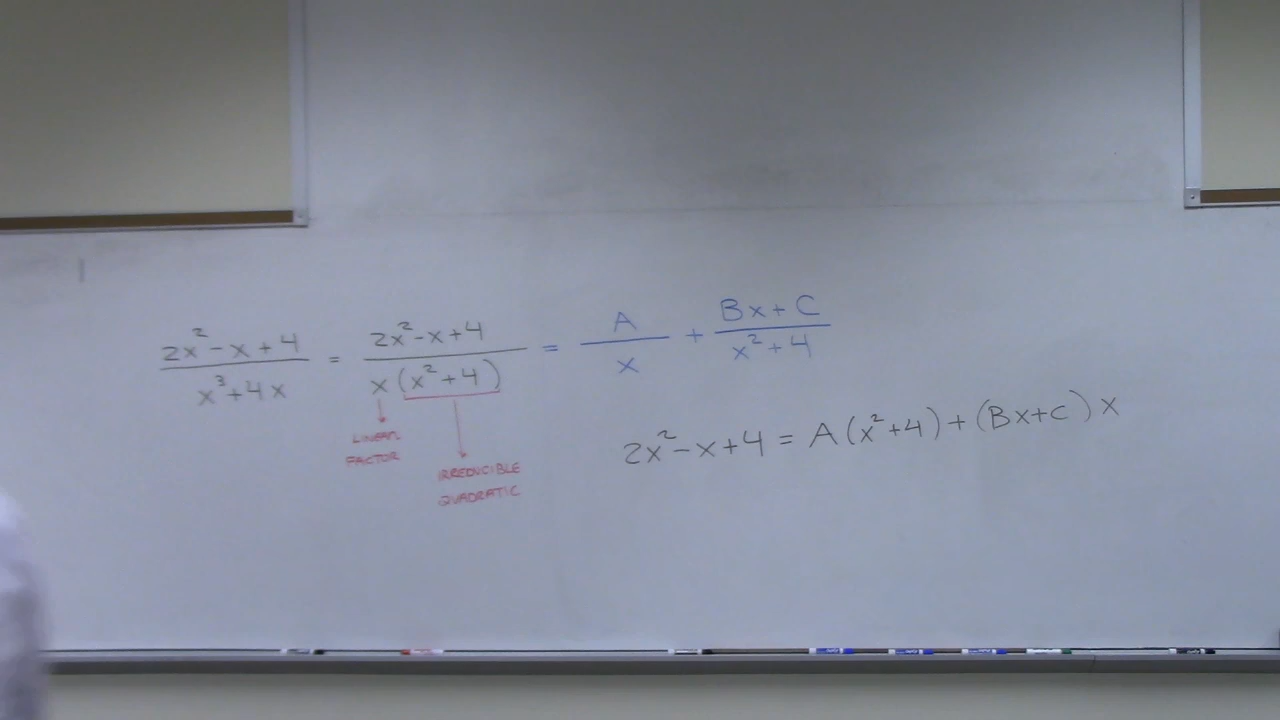 (2x² - x + 4)/(x³ + 4x) = (2x² - x + 4)/(x(x² + 4)) = A/x + (Bx + C)/(x² + 4)
LINEAR
FACTOR
IRREDUCIBLE
QUADRATIC
2x² - x + 4 = A(x² + 4) + (Bx + C)x